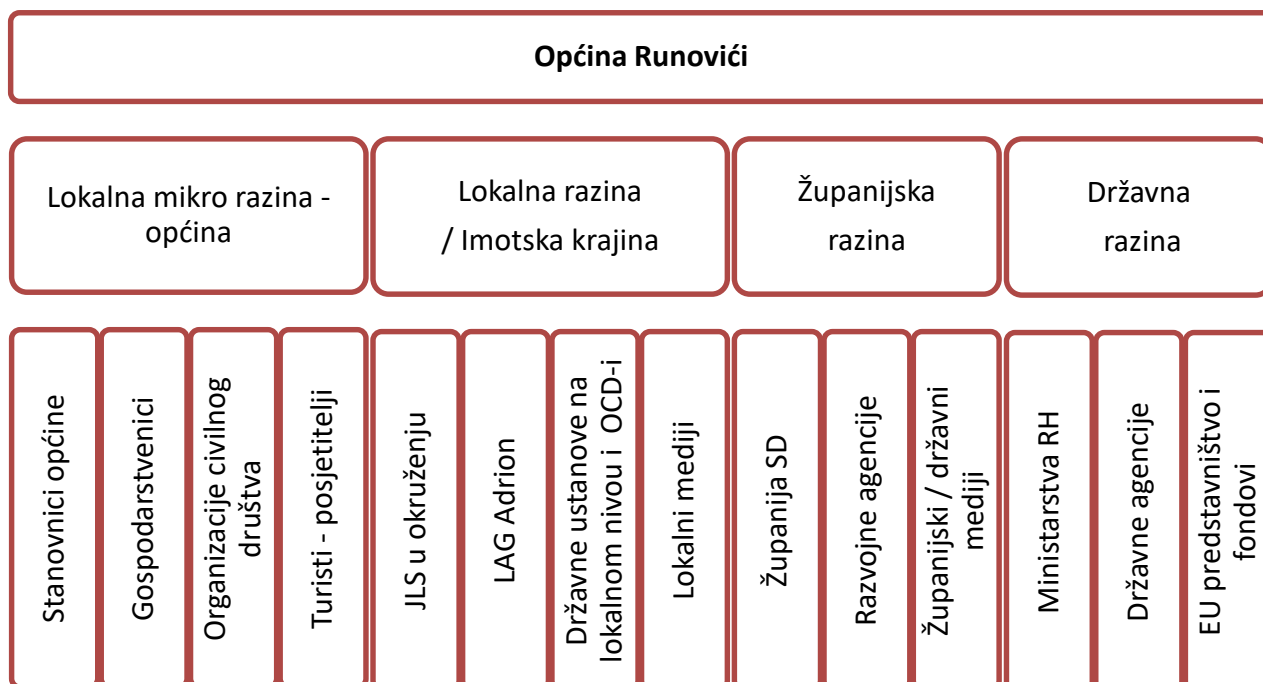 Općina Runovići
Lokalna mikro razina -
općina
Lokalna razina
/ Imotska krajina
Županijska
razina
Državna
razina
Stanovnici općine
Gospodarstvenici
Organizacije civilnog
društva
Turisti - posjetitelji
JLS u okruženju
LAG Adrion
Državne ustanove na
lokalnom nivou i OCD-i
Lokalni mediji
Županija SD
Razvojne agencije
Županijski / državni
mediji
Ministarstva RH
Državne agencije
EU predstavništvo i
fondovi